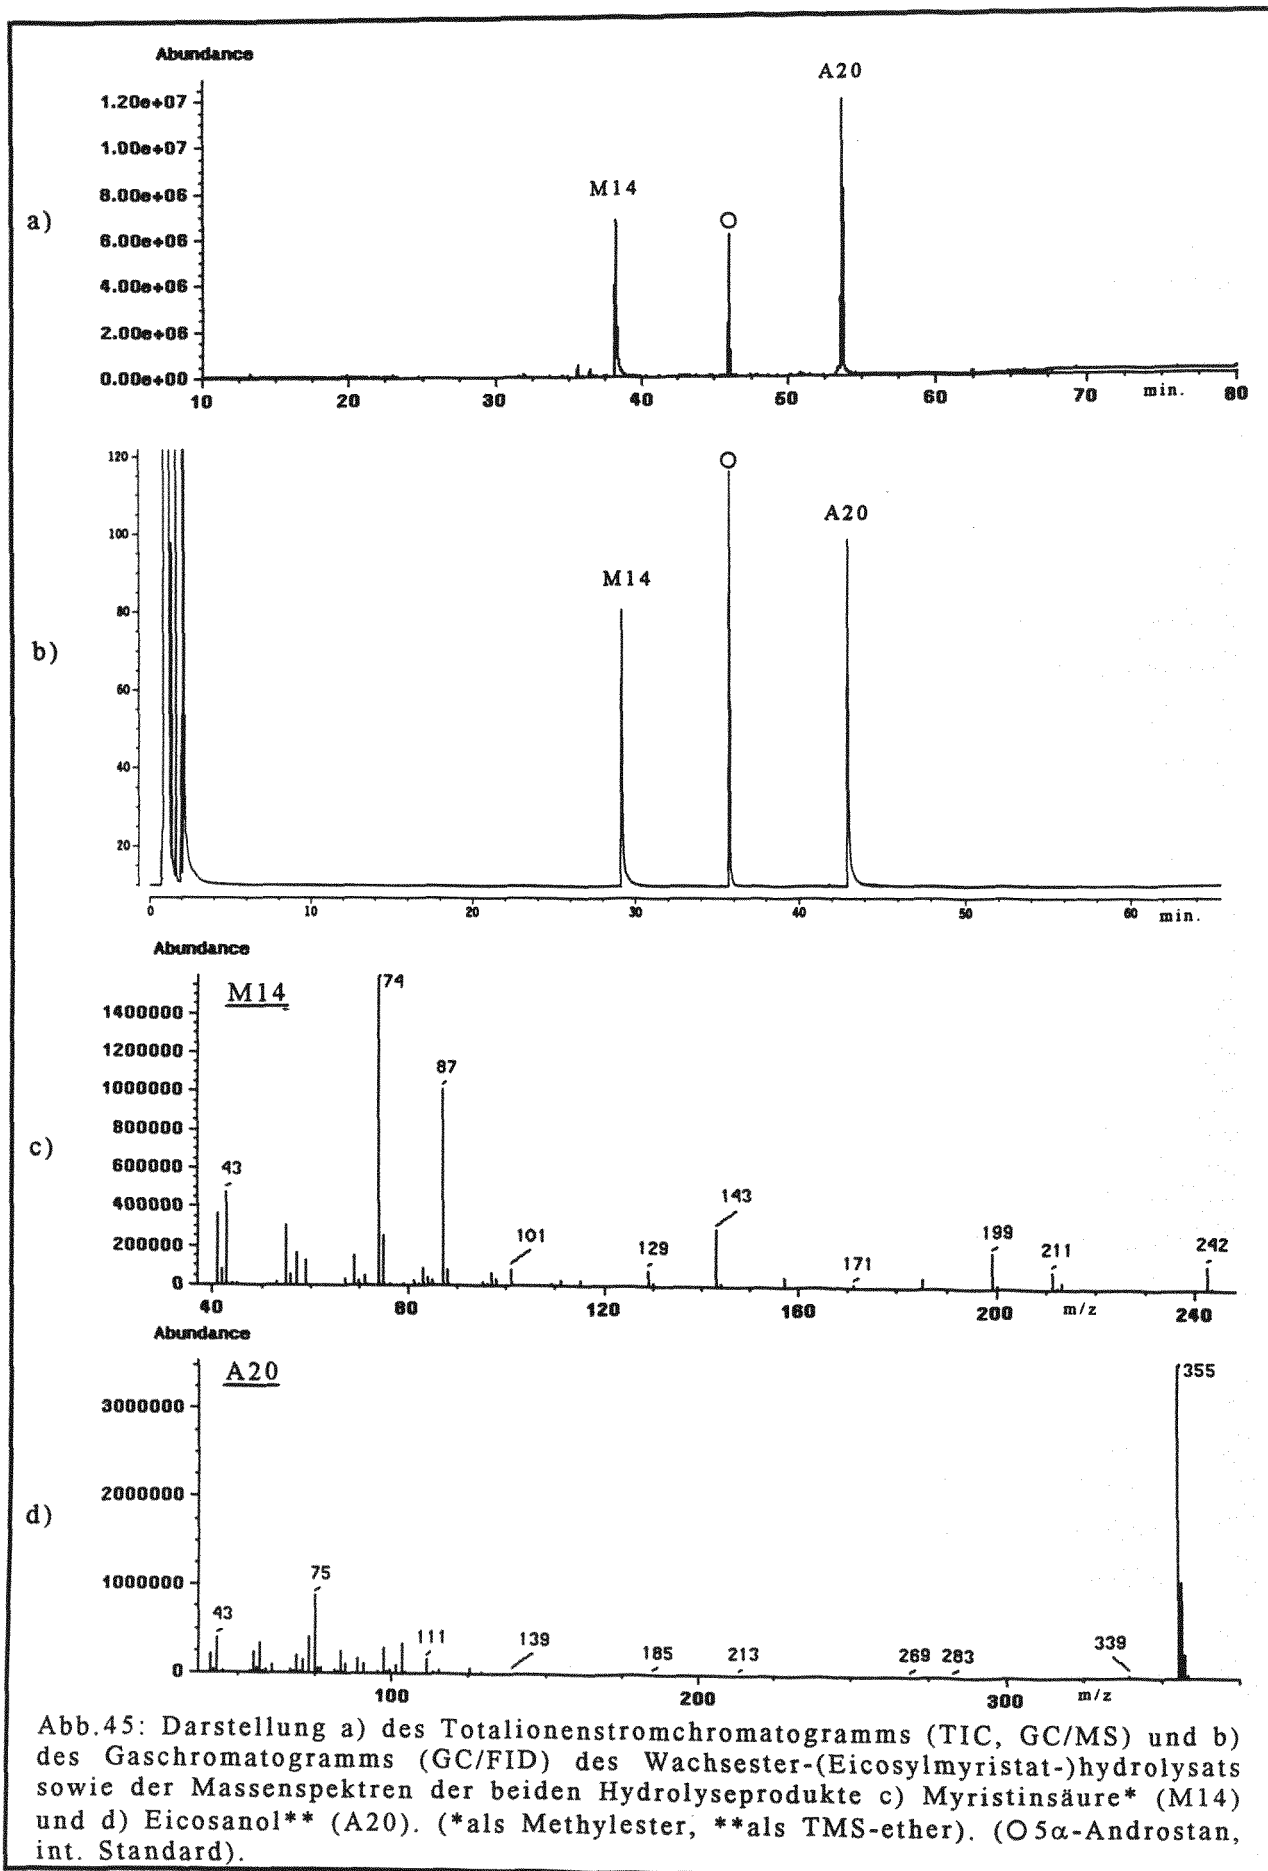 Abundance
1.20e+07
1.00e+07
8.00e+06
6.00e+06
4.00e+06
2.00e+06
0.00e+00
a)
M14
O
A20
10 20 30 40 50 60 70 min. 80
120
100
80
60
40
20
b)
M14
O
A20
0 10 20 30 40 50 60 min.
Abundance
M14
1400000
1200000
1000000
800000
600000
400000
200000
0
c)
43
74
87
101
129
143
171
199
211
242
40 80 120 160 200 m/z 240
Abundance
A20
3000000
2000000
1000000
0
d)
43
75
111
139
185
213
269
283
339
355
100 200 300 m/z
Abb.45: Darstellung a) des Totalionenstromchromatogramms (TIC, GC/MS) und b)
des Gaschromatogramms (GC/FID) des Wachsester-(Eicosylmyristat-)hydrolysats
sowie der Massenspektren der beiden Hydrolyseprodukte c) Myristinsäure* (M14)
und d) Eicosanol** (A20). (*als Methylester, **als TMS-ether). (O 5α-Androstan,
int. Standard).